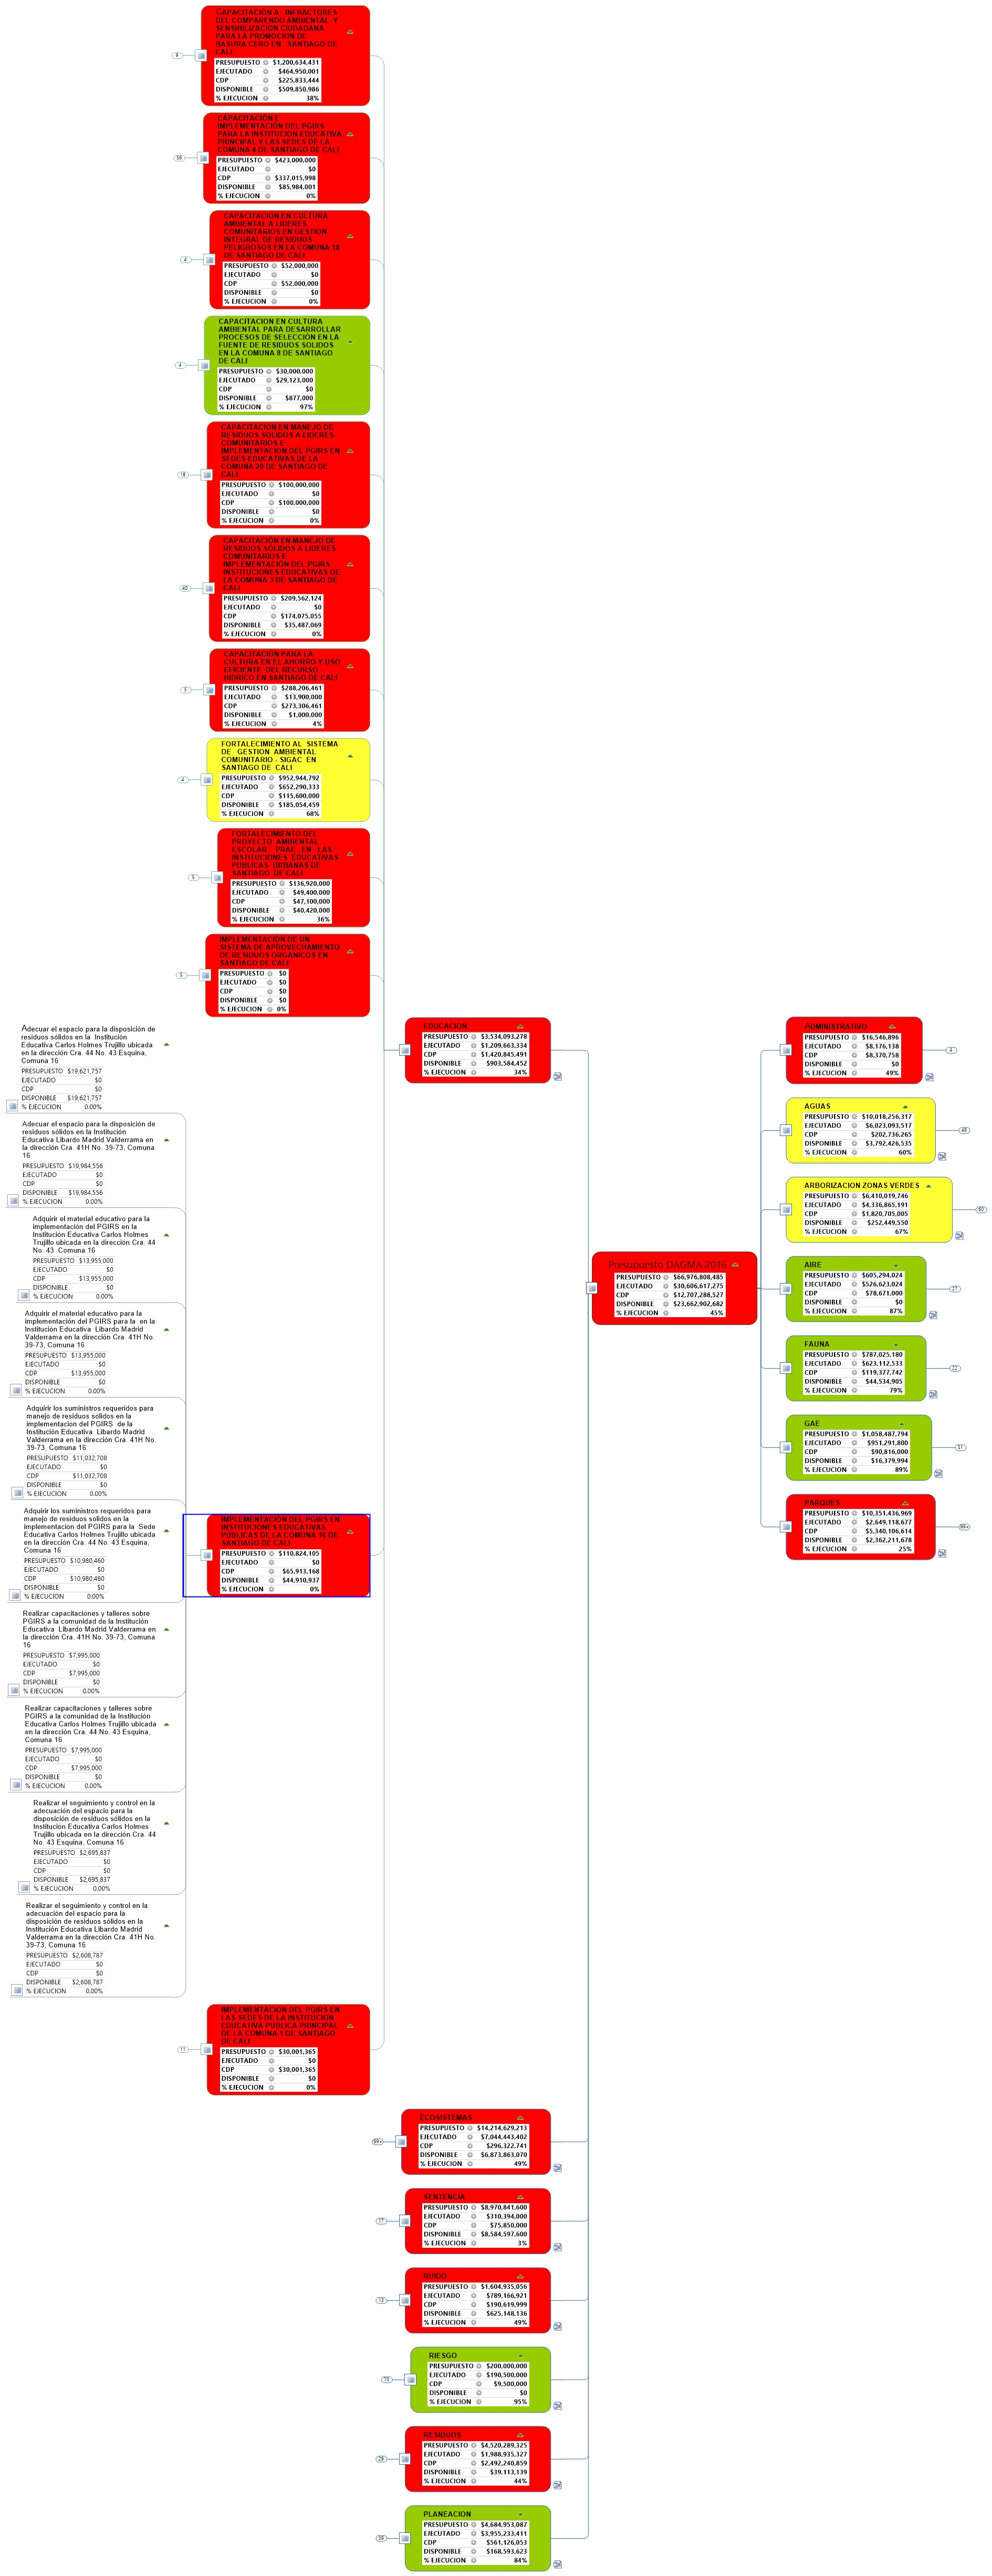 CAPACITACION A INFRACTORES
DEL COMPARENDO AMBIENTAL Y
SENSIBILIZACION CIUDADANA
PARA LA PROMOCION DE
BASURA CERO EN SANTIAGO DE
CALI
PRESUPUESTO $1,200,634,431
EJECUTADO $464,950,001
CDP $225,833,444
DISPONIBLE $509,850,986
% EJECUCION 38%
9
CAPACITACIÓN E
IMPLEMENTACIÓN DEL PGIRS
PARA LA INSTITUCION EDUCATIVA
PRINCIPAL Y LAS SEDES DE LA
COMUNA 4 DE SANTIAGO DE CALI
PRESUPUESTO $423,000,000
EJECUTADO $0
CDP $337,015,998
DISPONIBLE $85,984,001
% EJECUCION 0%
56
CAPACITACION EN CULTURA
AMBIENTAL A LIDERES
COMUNITARIOS EN GESTION
INTEGRAL DE RESIDUOS
PELIGROSOS EN LA COMUNA 18
DE SANTIAGO DE CALI
PRESUPUESTO $52,000,000
EJECUTADO $0
CDP $52,000,000
DISPONIBLE $0
% EJECUCION 0%
4
CAPACITACION EN CULTURA
AMBIENTAL PARA DESARROLLAR
PROCESOS DE SELECCIÓN EN LA
FUENTE DE RESIDUOS SOLIDOS
EN LA COMUNA 8 DE SANTIAGO
DE CALI
PRESUPUESTO $30,000,000
EJECUTADO $29,123,000
CDP $0
DISPONIBLE $877,000
% EJECUCION 97%
4
CAPACITACION EN MANEJO DE
RESIDUOS SOLIDOS A LIDERES
COMUNITARIOS E
IMPLEMENTACION DEL PGIRS EN
SEDES EDUCATIVAS DE LA
COMUNA 20 DE SANTIAGO DE
CALI
PRESUPUESTO $100,000,000
EJECUTADO $0
CDP $100,000,000
DISPONIBLE $0
% EJECUCION 0%
18
CAPACITACIÓN EN MANEJO DE
RESIDUOS SÓLIDOS A LIDERES
COMUNITARIOS E
IMPLEMENTACIÓN DEL PGIRS
INSTITUCIONES EDUCATIVAS DE
LA COMUNA 3 DE SANTIAGO DE
CALI
PRESUPUESTO $209,562,124
EJECUTADO $0
CDP $174,075,055
DISPONIBLE $35,487,069
% EJECUCION 0%
40
CAPACITACIÓN PARA LA
CULTURA EN EL AHORRO Y USO
EFICIENTE DEL RECURSO
HIDRICO EN SANTIAGO DE CALI
PRESUPUESTO $288,206,461
EJECUTADO $13,900,000
CDP $273,306,461
DISPONIBLE $1,000,000
% EJECUCION 4%
5
FORTALECIMIENTO AL SISTEMA
DE GESTION AMBIENTAL
COMUNITARIO - SIGAC EN
SANTIAGO DE CALI
PRESUPUESTO $952,944,792
EJECUTADO $652,290,333
CDP $115,600,000
DISPONIBLE $185,054,459
% EJECUCION 68%
4
FORTALECIMIENTO DEL
PROYECTO AMBIENTAL
ESCOLAR - PRAE EN LAS
INSTITUCIONES EDUCATIVAS
PUBLICAS URBANAS DE
SANTIAGO DE CALI
PRESUPUESTO $136,920,000
EJECUTADO $49,400,000
CDP $47,100,000
DISPONIBLE $40,420,000
% EJECUCION 36%
5
IMPLEMENTACIÓN DE UN
SISTEMA DE APROVECHAMIENTO
DE RESIDUOS ORGANICOS EN
SANTIAGO DE CALI
PRESUPUESTO $0
EJECUTADO $0
CDP $0
DISPONIBLE $0
% EJECUCION 0%
5
Adecuar el espacio para la disposición de
residuos sólidos en la Institución
Educativa Carlos Holmes Trujillo ubicada
en la dirección Cra. 44 No. 43 Esquina,
Comuna 16
PRESUPUESTO $19,621,757
EJECUTADO $0
CDP $0
DISPONIBLE $19,621,757
% EJECUCION 0.00%
Adecuar el espacio para la disposición de
residuos sólidos en la Institución
Educativa Libardo Madrid Valderrama en
la dirección Cra. 41H No. 39-73, Comuna
16
PRESUPUESTO $19,984,556
EJECUTADO $0
CDP $0
DISPONIBLE $19,984,556
% EJECUCION 0.00%
Adquirir el material educativo para la
implementación del PGIRS en la
Institución Educativa Carlos Holmes
Trujillo ubicada en la dirección Cra. 44
No. 43 Comuna 16
PRESUPUESTO $13,955,000
EJECUTADO $0
CDP $13,955,000
DISPONIBLE $0
% EJECUCION 0.00%
Adquirir el material educativo para la
implementación del PGIRS para la en la
Institución Educativa Libardo Madrid
Valderrama en la dirección Cra. 41H No.
39-73, Comuna 16
PRESUPUESTO $13,955,000
EJECUTADO $0
CDP $13,955,000
DISPONIBLE $0
% EJECUCION 0.00%
Adquirir los suministros requeridos para
manejo de residuos solidos en la
implementacion del PGIRS de la
Institución Educativa Libardo Madrid
Valderrama en la dirección Cra. 41H No.
39-73, Comuna 16
PRESUPUESTO $11,032,708
EJECUTADO $0
CDP $11,032,708
DISPONIBLE $0
% EJECUCION 0.00%
Adquirir los suministros requeridos para
manejo de residuos solidos en la
implementacion del PGIRS para la Sede
Educativa Carlos Holmes Trujillo ubicada
en la dirección Cra. 44 No. 43 Esquina,
Comuna 16
PRESUPUESTO $10,980,460
EJECUTADO $0
CDP $10,980,460
DISPONIBLE $0
% EJECUCION 0.00%
Realizar capacitaciones y talleres sobre
PGIRS a la comunidad de la Institución
Educativa Libardo Madrid Valderrama en
la dirección Cra. 41H No. 39-73, Comuna
16
PRESUPUESTO $7,995,000
EJECUTADO $0
CDP $7,995,000
DISPONIBLE $0
% EJECUCION 0.00%
Realizar capacitaciones y talleres sobre
PGIRS a la comunidad de la Institución
Educativa Carlos Holmes Trujillo ubicada
en la dirección Cra. 44 No. 43 Esquina,
Comuna 16
PRESUPUESTO $7,995,000
EJECUTADO $0
CDP $7,995,000
DISPONIBLE $0
% EJECUCION 0.00%
Realizar el seguimiento y control en la
adecuación del espacio para la
disposición de residuos sólidos en la
Institución Educativa Carlos Holmes
Trujillo ubicada en la dirección Cra. 44
No. 43 Esquina, Comuna 16
PRESUPUESTO $2,695,837
EJECUTADO $0
CDP $0
DISPONIBLE $2,695,837
% EJECUCION 0.00%
Realizar el seguimiento y control en la
adecuación del espacio para la
disposición de residuos sólidos en la
Institución Educativa Libardo Madrid
Valderrama en la dirección Cra. 41H No.
39-73, Comuna 16
PRESUPUESTO $2,608,787
EJECUTADO $0
CDP $0
DISPONIBLE $2,608,787
% EJECUCION 0.00%
IMPLEMENTACIÓN DEL PGIRS EN
INSTITUCIONES EDUCATIVAS
PÚBLICAS DE LA COMUNA 16 DE
SANTIAGO DE CALI
PRESUPUESTO $110,824,105
EJECUTADO $0
CDP $65,913,168
DISPONIBLE $44,910,937
% EJECUCION 0%
IMPLEMENTACIÓN DEL PGIRS EN
LAS SEDES DE LA INSTITUCIÓN
EDUCATIVA PUBLICA PRINCIPAL
DE LA COMUNA 1 DE SANTIAGO
DE CALI
PRESUPUESTO $30,001,365
EJECUTADO $0
CDP $30,001,365
DISPONIBLE $0
% EJECUCION 0%
11
EDUCACION
PRESUPUESTO $3,534,093,278
EJECUTADO $1,209,663,334
CDP $1,420,845,491
DISPONIBLE $903,584,452
% EJECUCION 34%
ECOSISTEMAS
PRESUPUESTO $14,214,629,213
EJECUTADO $7,044,443,402
CDP $296,322,741
DISPONIBLE $6,873,863,070
% EJECUCION 49%
99+
SENTENCIA
PRESUPUESTO $8,970,841,600
EJECUTADO $310,394,000
CDP $75,850,000
DISPONIBLE $8,584,597,600
% EJECUCION 3%
17
RUIDO
PRESUPUESTO $1,604,935,056
EJECUTADO $789,166,921
CDP $190,619,999
DISPONIBLE $625,148,136
% EJECUCION 49%
13
RIESGO
PRESUPUESTO $200,000,000
EJECUTADO $190,500,000
CDP $9,500,000
DISPONIBLE $0
% EJECUCION 95%
70
RESIDUOS
PRESUPUESTO $4,520,289,325
EJECUTADO $1,988,935,327
CDP $2,492,240,859
DISPONIBLE $39,113,139
% EJECUCION 44%
29
PLANEACION
PRESUPUESTO $4,684,953,087
EJECUTADO $3,955,233,411
CDP $561,126,053
DISPONIBLE $168,593,623
% EJECUCION 84%
39
Presupuesto DAGMA 2016
PRESUPUESTO $66,976,808,485
EJECUTADO $30,606,617,275
CDP $12,707,288,527
DISPONIBLE $23,662,902,682
% EJECUCION 45%
ADMINISTRATIVO
PRESUPUESTO $16,546,896
EJECUTADO $8,176,138
CDP $8,370,758
DISPONIBLE $0
% EJECUCION 49%
4
AGUAS
PRESUPUESTO $10,018,256,317
EJECUTADO $6,023,093,517
CDP $202,736,265
DISPONIBLE $3,792,426,535
% EJECUCION 60%
48
ARBORIZACION ZONAS VERDES
PRESUPUESTO $6,410,019,746
EJECUTADO $4,336,865,191
CDP $1,820,705,005
DISPONIBLE $252,449,550
% EJECUCION 67%
60
AIRE
PRESUPUESTO $605,294,024
EJECUTADO $526,623,024
CDP $78,671,000
DISPONIBLE $0
% EJECUCION 87%
27
FAUNA
PRESUPUESTO $787,025,180
EJECUTADO $623,112,533
CDP $119,377,742
DISPONIBLE $44,534,905
% EJECUCION 79%
22
GAE
PRESUPUESTO $1,058,487,794
EJECUTADO $951,291,800
CDP $90,816,000
DISPONIBLE $16,379,994
% EJECUCION 89%
31
PARQUES
PRESUPUESTO $10,351,436,969
EJECUTADO $2,649,118,677
CDP $5,340,106,614
DISPONIBLE $2,362,211,678
% EJECUCION 25%
99+